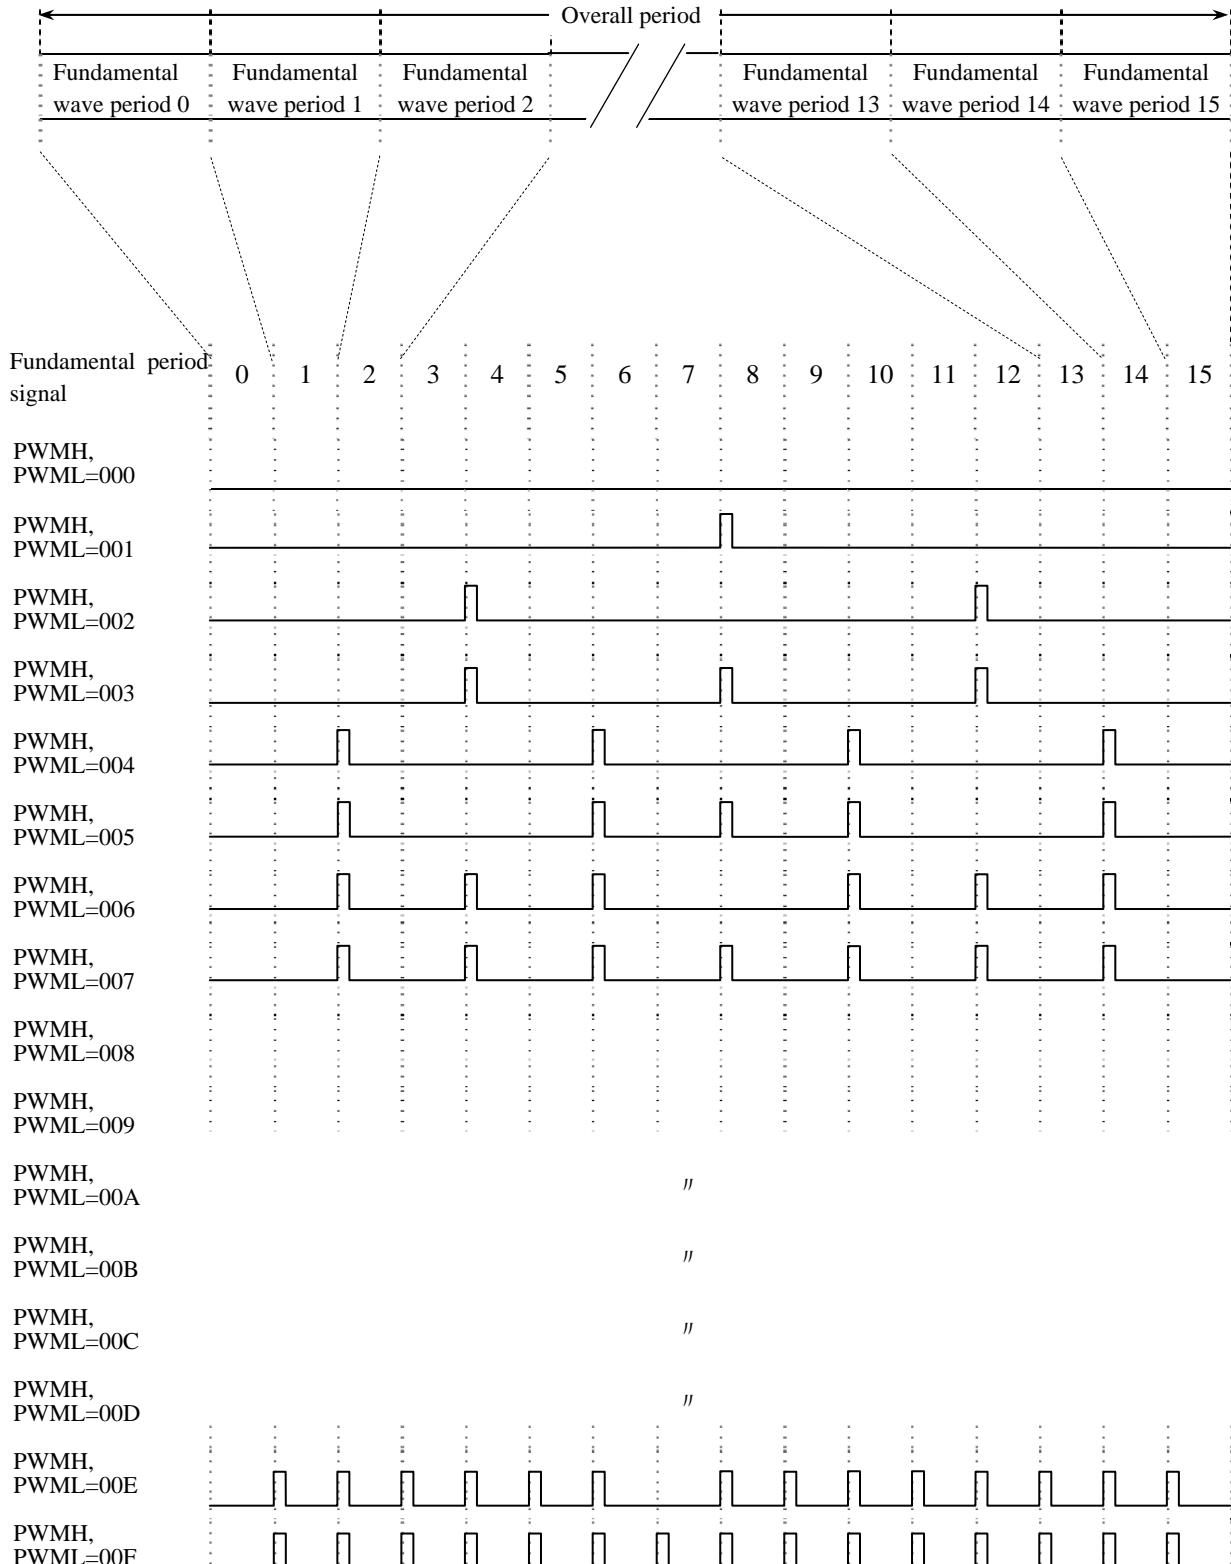 Overall period
Fundamental wave period 0
Fundamental wave period 1
Fundamental wave period 2
Fundamental wave period 13
Fundamental wave period 14
Fundamental wave period 15
Fundamental period
signal
0 1 2 3 4 5 6 7 8 9 10 11 12 13 14 15
PWMH,
PWML=000
PWMH,
PWML=001
PWMH,
PWML=002
PWMH,
PWML=003
PWMH,
PWML=004
PWMH,
PWML=005
PWMH,
PWML=006
PWMH,
PWML=007
PWMH,
PWML=008
PWMH,
PWML=009
PWMH,
PWML=00A
〃
PWMH,
PWML=00B
〃
PWMH,
PWML=00C
〃
PWMH,
PWML=00D
〃
PWMH,
PWML=00E
PWMH,
PWML=00F